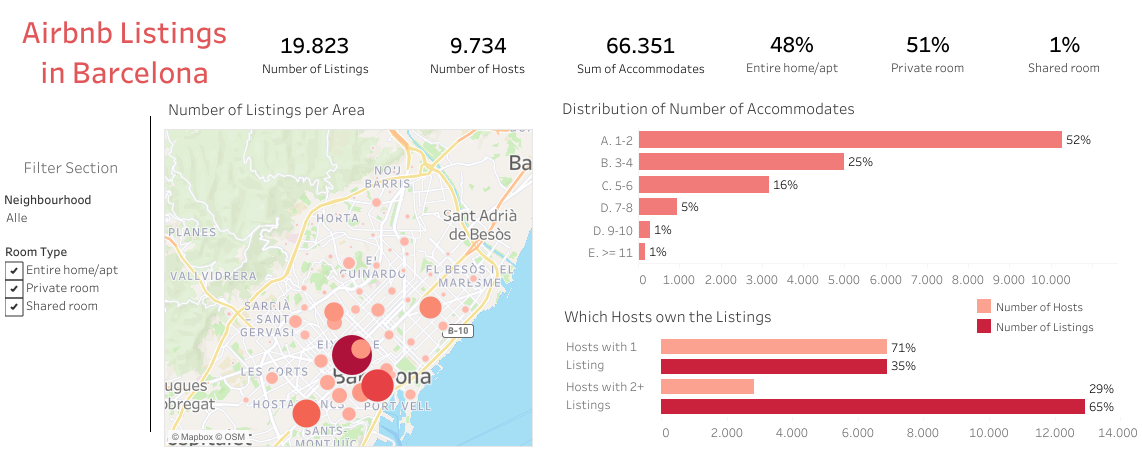 Airbnb Listings
in Barcelona
19.823
Number of Listings
9.734
Number of Hosts
66.351
Sum of Accommodates
48%
Entire home/apt
51%
Private room
1%
Shared room
Filter Section
Neighbourhood
Alle
Room Type
Entire home/apt
Private room
Shared room
Number of Listings per Area
Ba
NOU
BARRIS
HORTA
Sant Adrià
de Besòs
PLANES
VALLVIDRERA
EL
GUINARDO
EL BESÒS I EL
MARESME
SARRIÀ
- SANT
GERVASI
B-10
LES CORTS
PORT VELL
SANTS-
© Mapbox © OSM
Distribution of Number of Accommodates
A. 1-2 52%
B. 3-4 25%
C. 5-6 16%
D. 7-8 5%
D. 9-10 1%
E. >= 11 1%
0 1.000 2.000 3.000 4.000 5.000 6.000 7.000 8.000 9.000 10.000
Which Hosts own the Listings
Number of Hosts
Number of Listings
Hosts with 1
Listing
71%
35%
Hosts with 2+
Listings
29%
65%
0 2.000 4.000 6.000 8.000 10.000 12.000 14.000